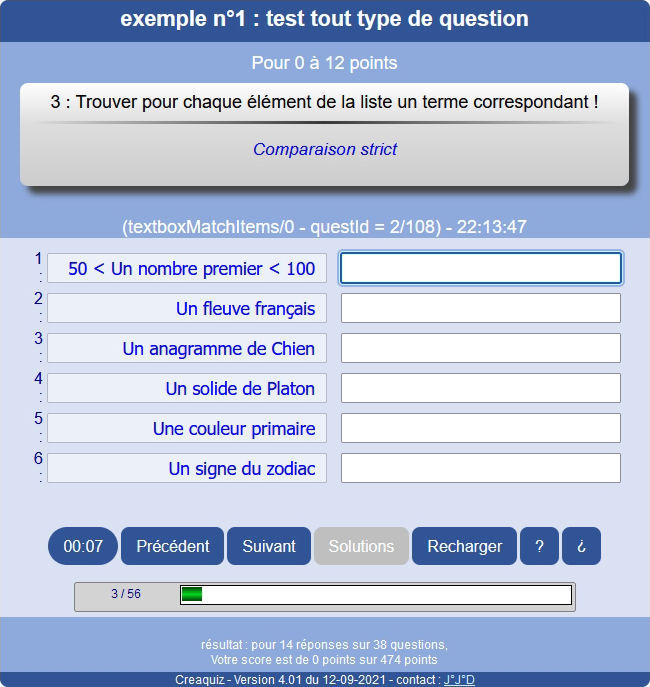 exemple n°1 : test tout type de question
Pour 0 à 12 points
3 : Trouver pour chaque élément de la liste un terme correspondant !
Comparaison strict
(textboxMatchItems/0 - questId = 2/108) - 22:13:47
1 : 50 < Un nombre premier < 100
2 : Un fleuve français
3 : Un anagramme de Chien
4 : Un solide de Platon
5 : Une couleur primaire
6 : Un signe du zodiac
00:07 Précédent Suivant Solutions Recharger ? ¿
3 / 56
résultat : pour 14 réponses sur 38 questions,
Votre score est de 0 points sur 474 points
Creaquiz - Version 4.01 du 12-09-2021 - contact : J°J°D